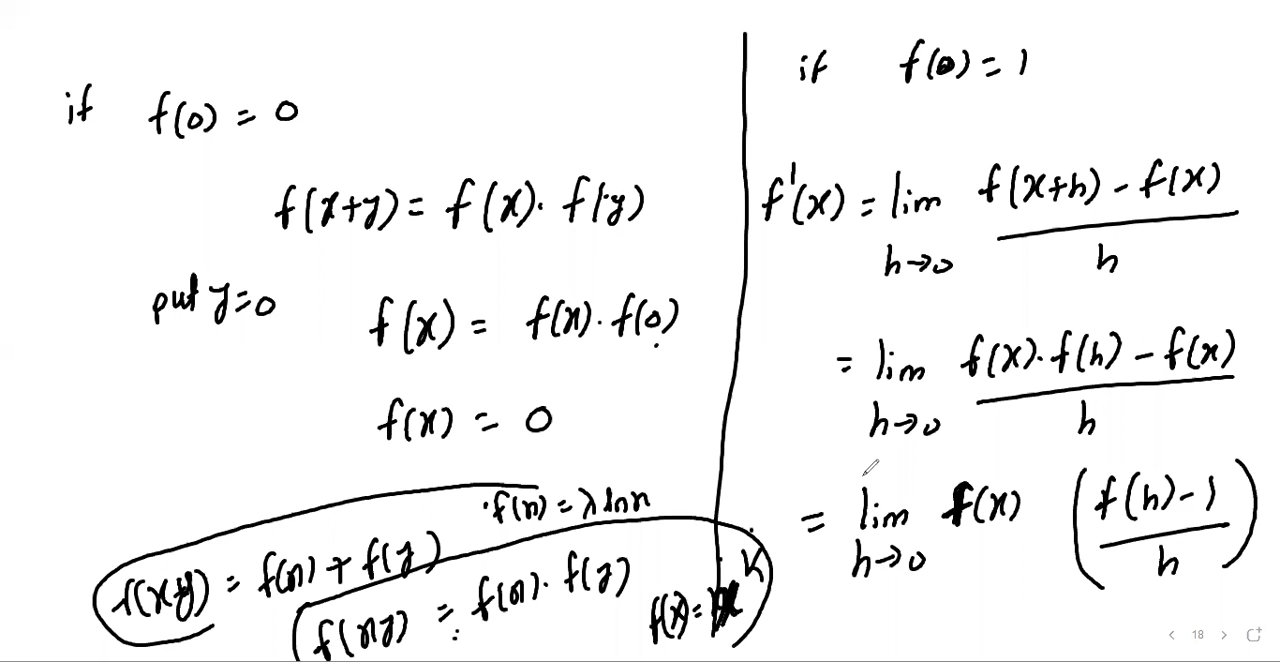 if f(0) = 0
f(x+y) = f(x). f(y)
put y=0 f(x) = f(x). f(0)
f(x) = 0
f(x) = λ ln x
f(xy) = f(x) + f(y)
f(xy) = f(x). f(y) f(x) = x^k
if f(0) = 1
f'(x) = lim h→0 (f(x+h) - f(x)) / h
= lim h→0 (f(x). f(h) - f(x)) / h
= lim h→0 f(x) ((f(h) - 1) / h)
18